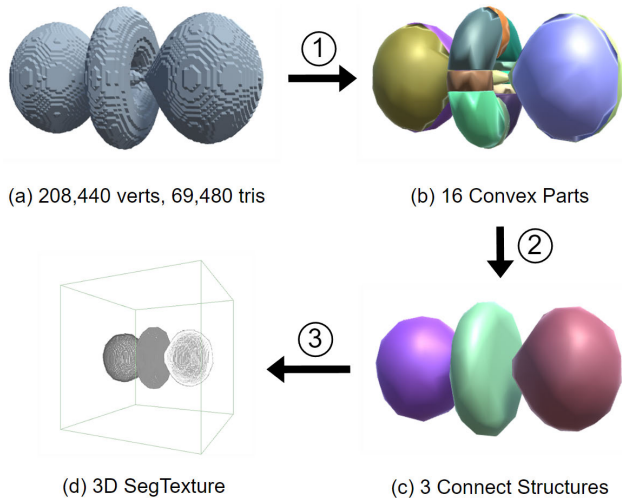 ①
(a) 208,440 verts, 69,480 tris
(b) 16 Convex Parts
②
③
(d) 3D SegTexture
(c) 3 Connect Structures